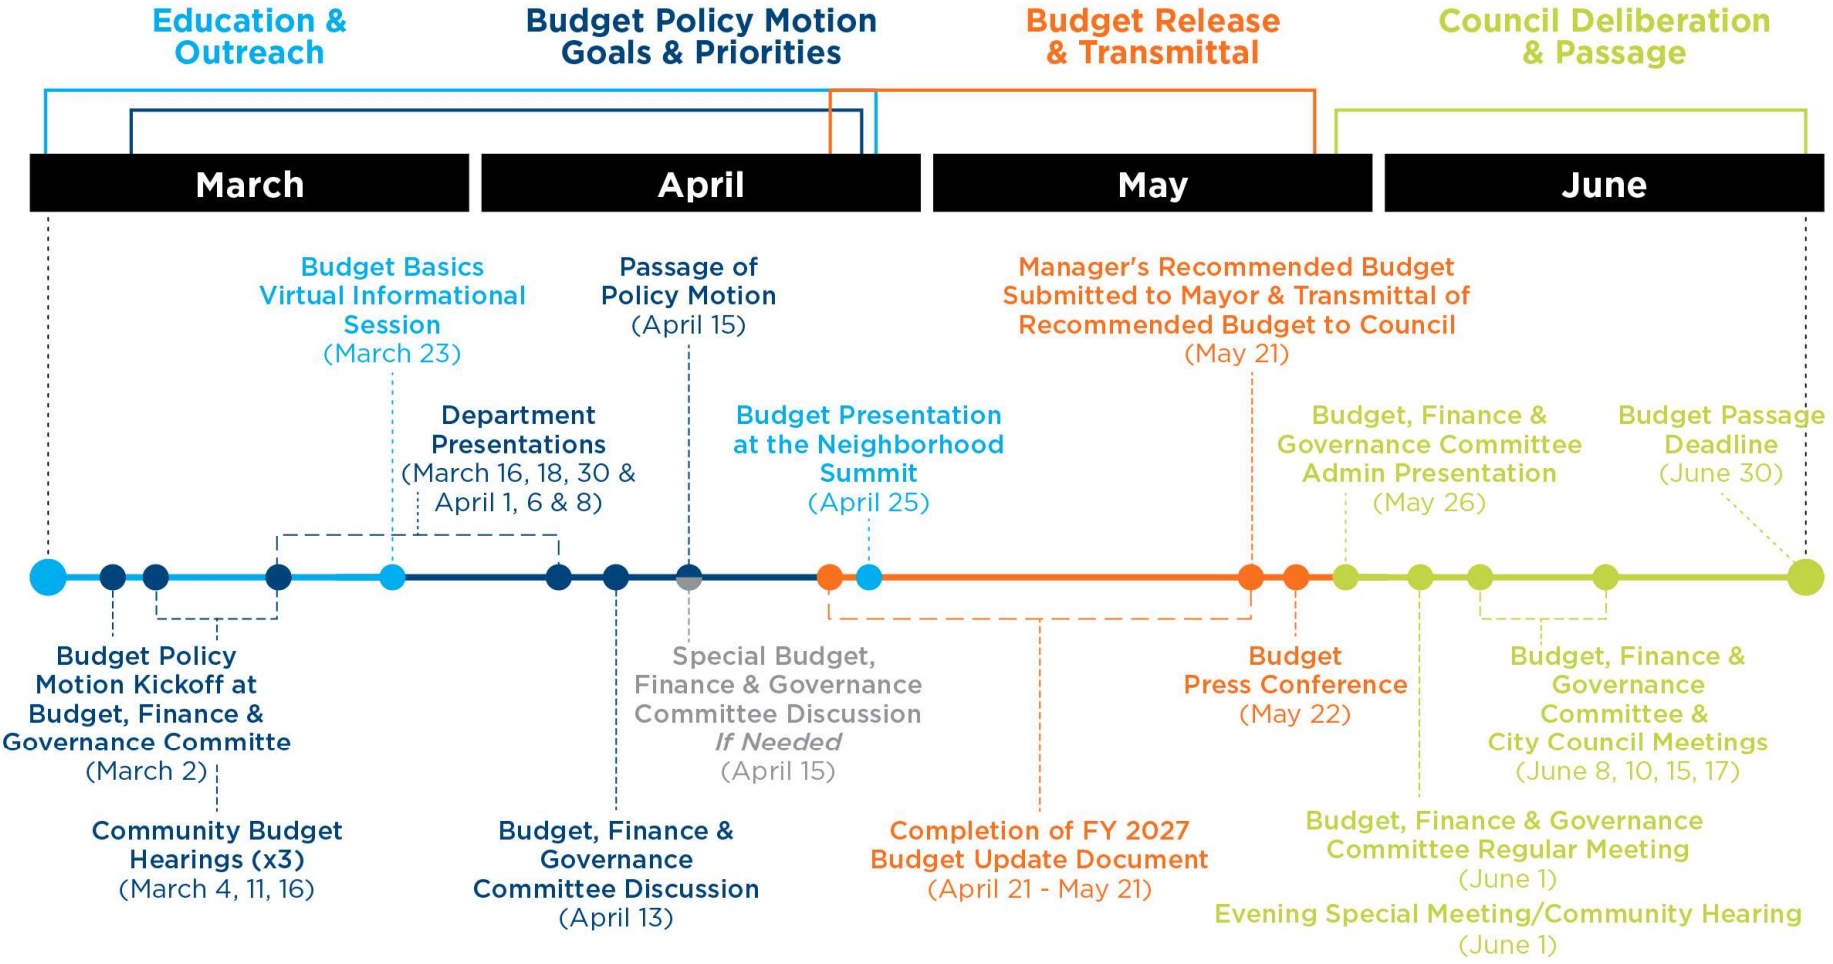 Education &
Outreach
Budget Policy Motion
Goals & Priorities
Budget Release
& Transmittal
Council Deliberation
& Passage
March
April
May
June
Budget Basics
Virtual Informational
Session
(March 23)
Passage of
Policy Motion
(April 15)
Manager's Recommended Budget
Submitted to Mayor & Transmittal of
Recommended Budget to Council
(May 21)
Department
Presentations
(March 16, 18, 30 &
April 1, 6 & 8)
Budget Presentation
at the Neighborhood
Summit
(April 25)
Budget, Finance &
Governance Committee
Admin Presentation
(May 26)
Budget Passage
Deadline
(June 30)
Budget Policy
Motion Kickoff at
Budget, Finance &
Governance Committe
(March 2)
Special Budget,
Finance & Governance
Committee Discussion
If Needed
(April 15)
Budget
Press Conference
(May 22)
Budget, Finance &
Governance
Committee &
City Council Meetings
(June 8, 10, 15, 17)
Community Budget
Hearings (x3)
(March 4, 11, 16)
Budget, Finance &
Governance
Committee Discussion
(April 13)
Completion of FY 2027
Budget Update Document
(April 21 - May 21)
Budget, Finance & Governance
Committee Regular Meeting
(June 1)
Evening Special Meeting/Community Hearing
(June 1)